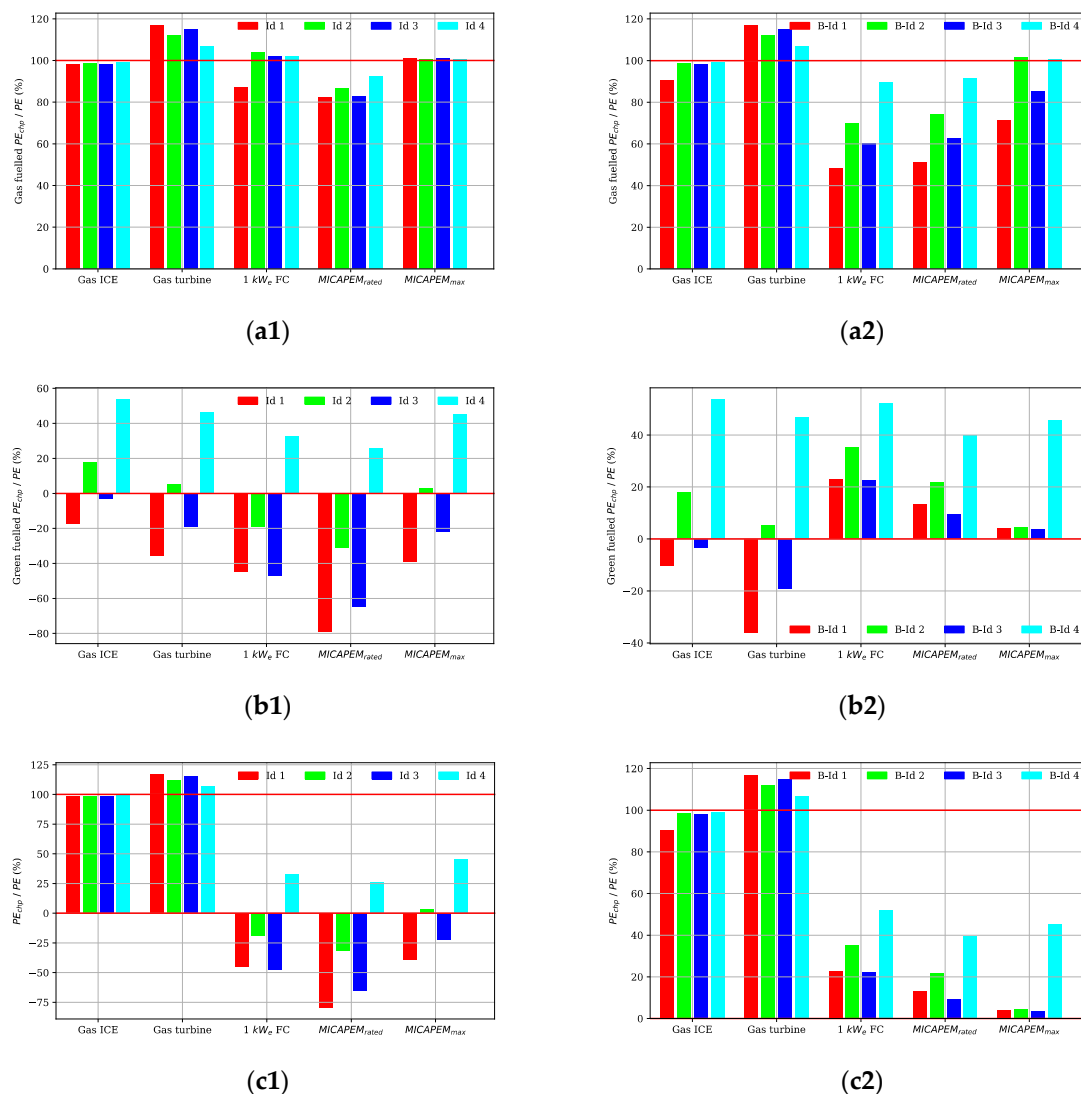 Id 1 Id 2 Id 3 Id 4
Gas fuelled PEchp / PE (%)
120
100
80
60
40
20
0
Gas ICE Gas turbine 1 kWe FC MICAPEMrated MICAPEMmax
(a1)
B-Id 1 B-Id 2 B-Id 3 B-Id 4
Gas fuelled PEchp / PE (%)
120
100
80
60
40
20
0
Gas ICE Gas turbine 1 kWe FC MICAPEMrated MICAPEMmax
(a2)
Id 1 Id 2 Id 3 Id 4
Green fuelled PEchp / PE (%)
60
40
20
0
−20
−40
−60
−80
Gas ICE Gas turbine 1 kWe FC MICAPEMrated MICAPEMmax
(b1)
Green fuelled PEchp / PE (%)
40
20
0
−20
−40
B-Id 1 B-Id 2 B-Id 3 B-Id 4
Gas ICE Gas turbine 1 kWe FC MICAPEMrated MICAPEMmax
(b2)
Id 1 Id 2 Id 3 Id 4
PEchp / PE (%)
125
100
75
50
25
0
−25
−50
−75
Gas ICE Gas turbine 1 kWe FC MICAPEMrated MICAPEMmax
(c1)
B-Id 1 B-Id 2 B-Id 3 B-Id 4
PEchp / PE (%)
120
100
80
60
40
20
0
Gas ICE Gas turbine 1 kWe FC MICAPEMrated MICAPEMmax
(c2)